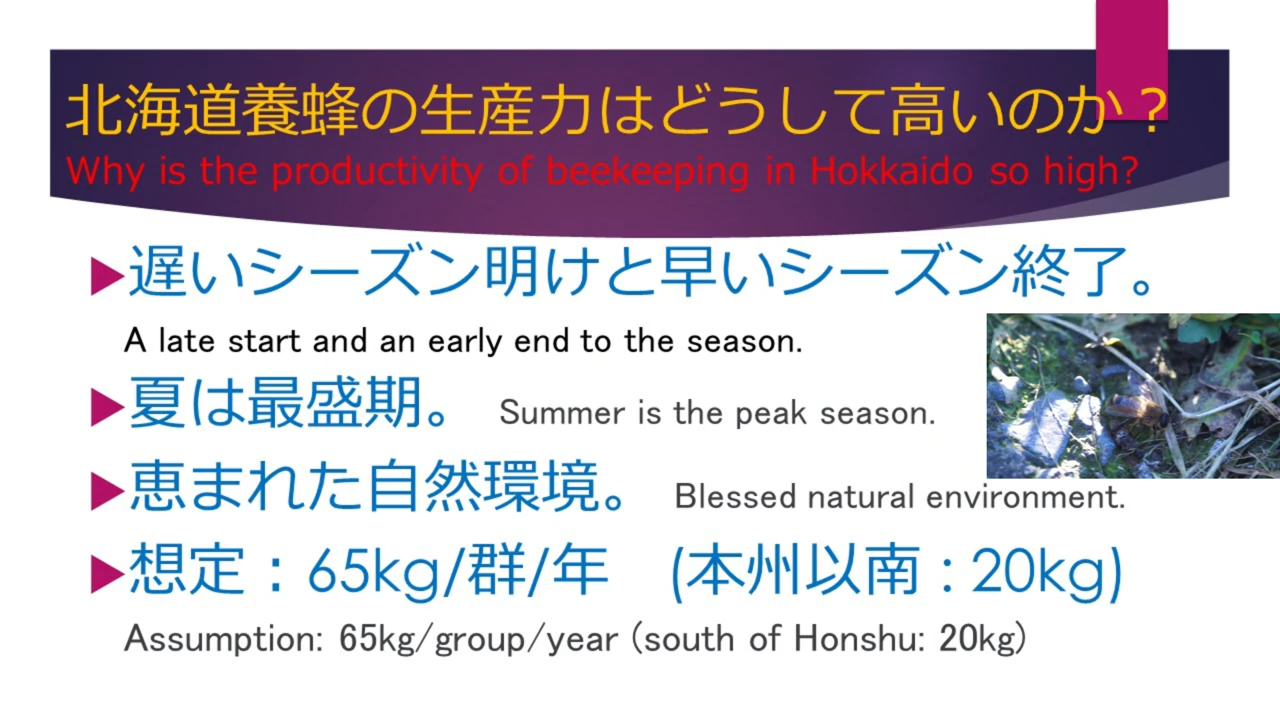 北海道養蜂の生産力はどうして高いのか？
Why is the productivity of beekeeping in Hokkaido so high?
遅いシーズン明けと早いシーズン終了。
A late start and an early end to the season.
夏は最盛期。 Summer is the peak season.
恵まれた自然環境。 Blessed natural environment.
想定：65kg/群/年 (本州以南：20kg)
Assumption: 65kg/group/year (south of Honshu: 20kg)